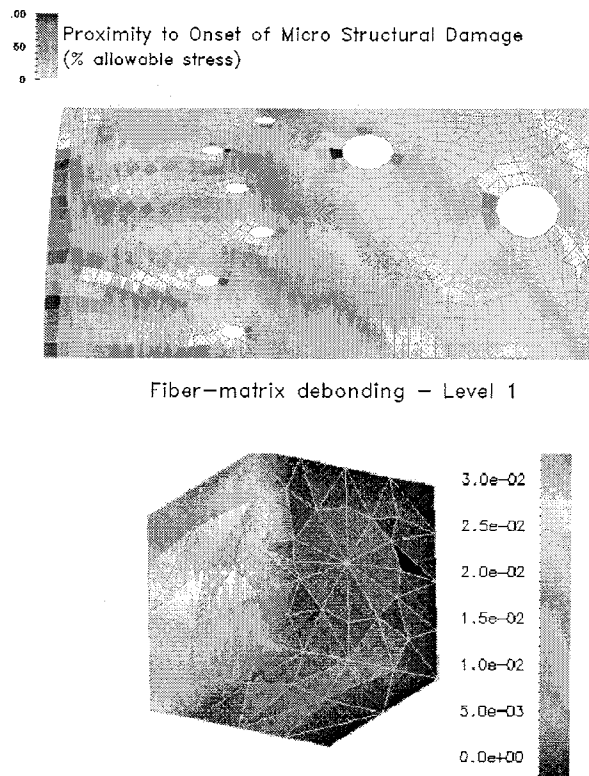 .00
50
0
Proximity to Onset of Micro Structural Damage
(% allowable stress)
Fiber-matrix debonding - Level 1
3.0e-02
2.5e-02
2.0e-02
1.5e-02
1.0e-02
5.0e-03
0.0e+00